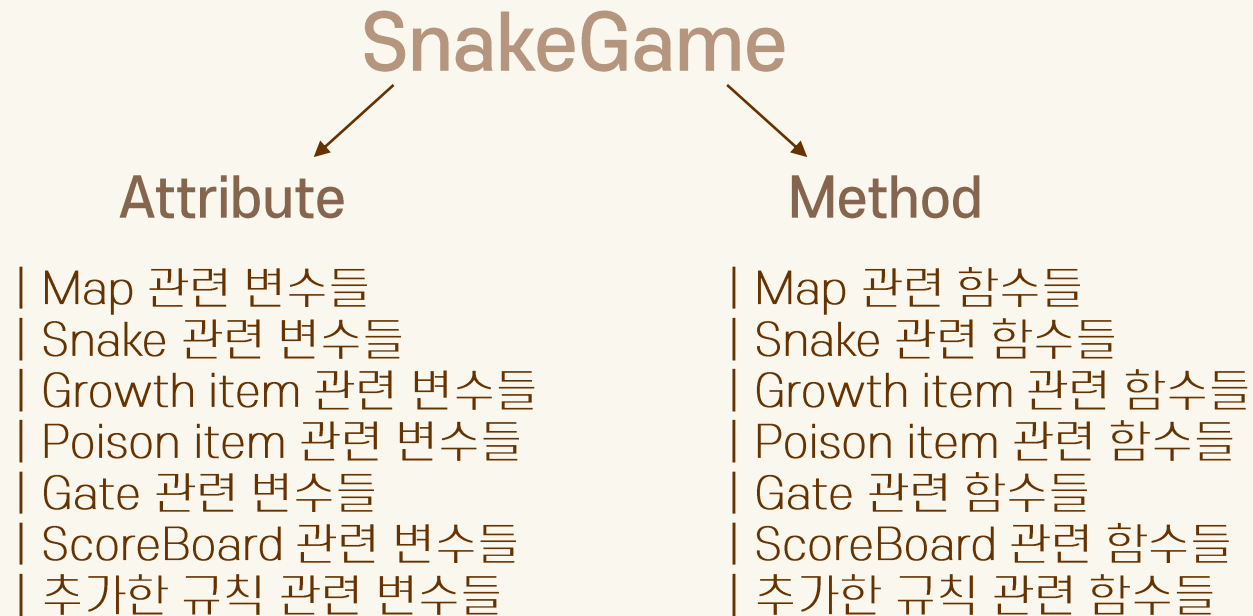 SnakeGame
Attribute
| Map 관련 변수들
| Snake 관련 변수들
| Growth item 관련 변수들
| Poison item 관련 변수들
| Gate 관련 변수들
| ScoreBoard 관련 변수들
| 추가한 규칙 관련 변수들
Method
| Map 관련 함수들
| Snake 관련 함수들
| Growth item 관련 함수들
| Poison item 관련 함수들
| Gate 관련 함수들
| ScoreBoard 관련 함수들
| 추가한 규칙 관련 함수들